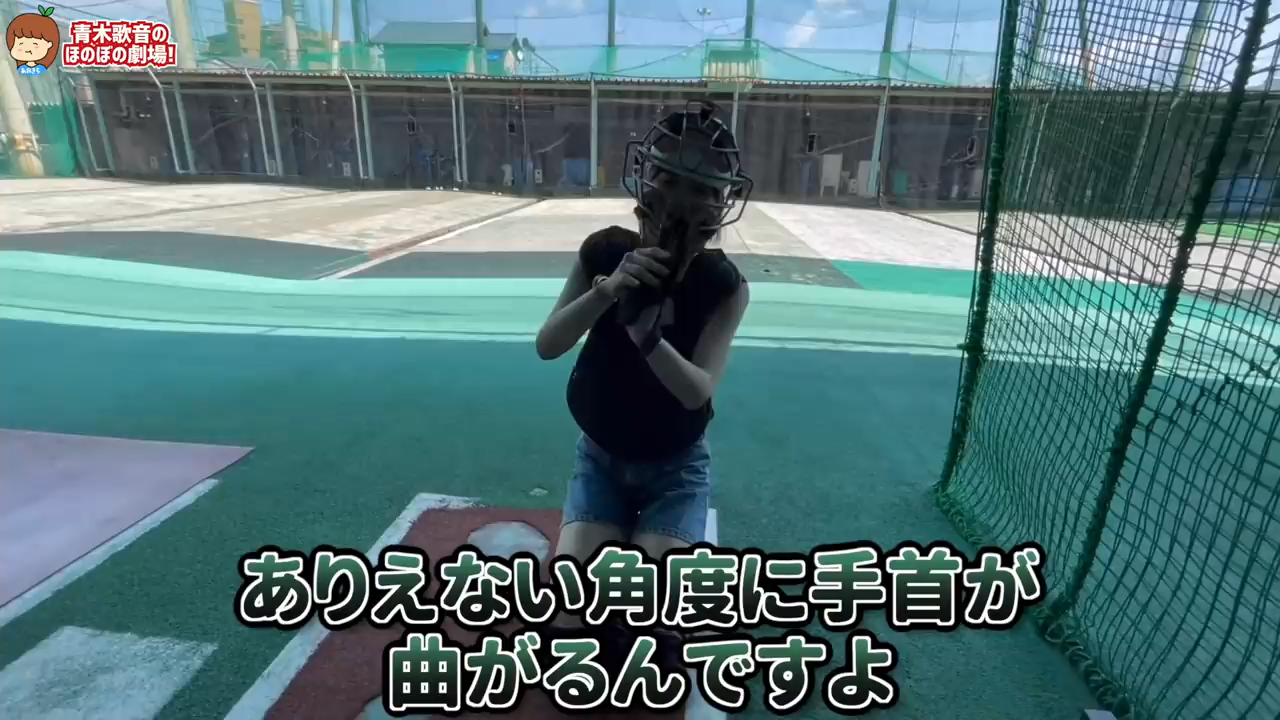 青木歌音の
ほのぼの劇場!
ありえない角度に手首が
曲がるんですよ